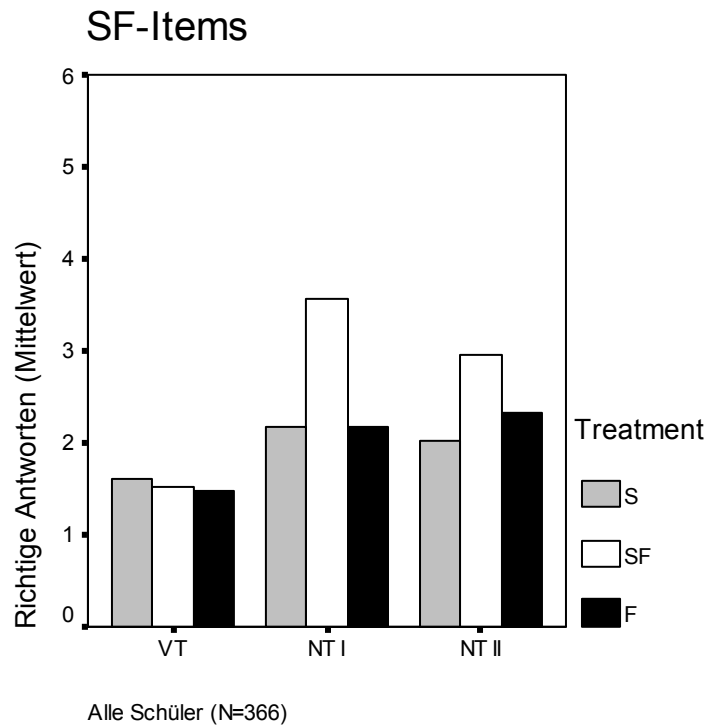 SF-Items
Richtige Antworten (Mittelwert)
6
5
4
3
2
1
0
VT
NT I
NT II
Treatment
S
SF
F
Alle Schüler (N=366)